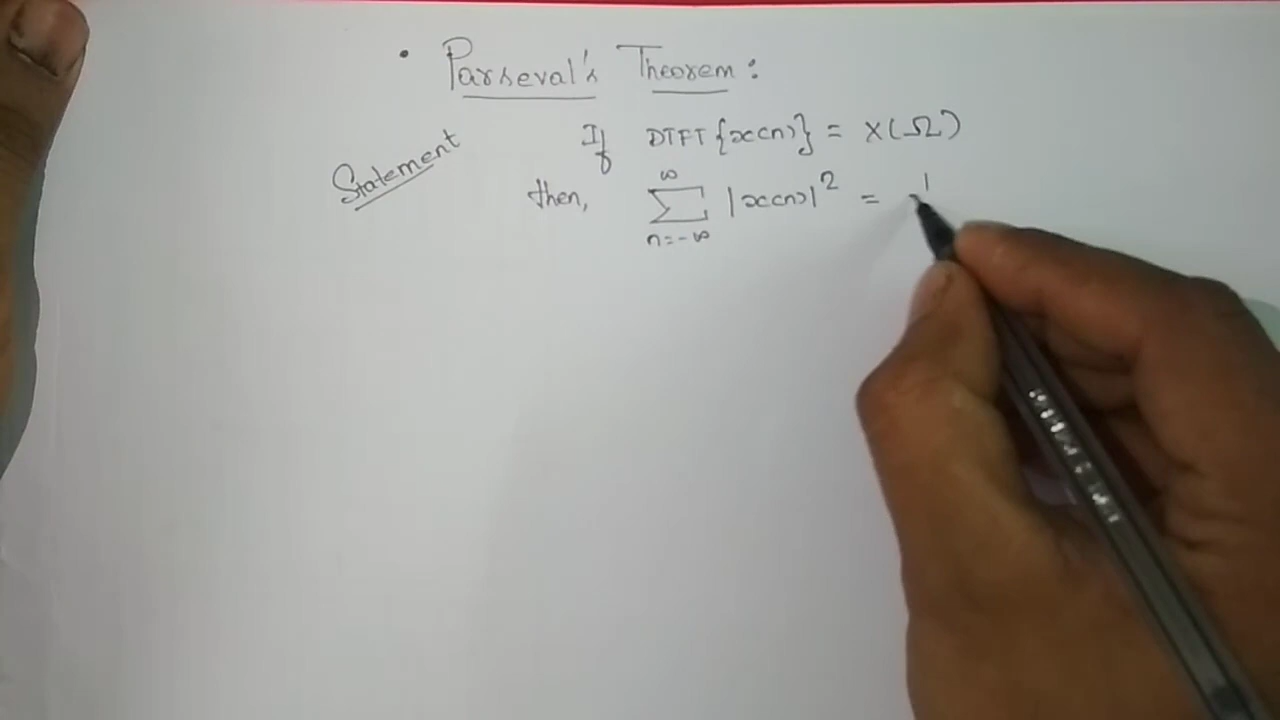 • Parseval's Theorem:
Statement
If DTFT{x(n)} = X(Ω)
then, ∞ ∑ n=-∞ |x(n)|² = 1